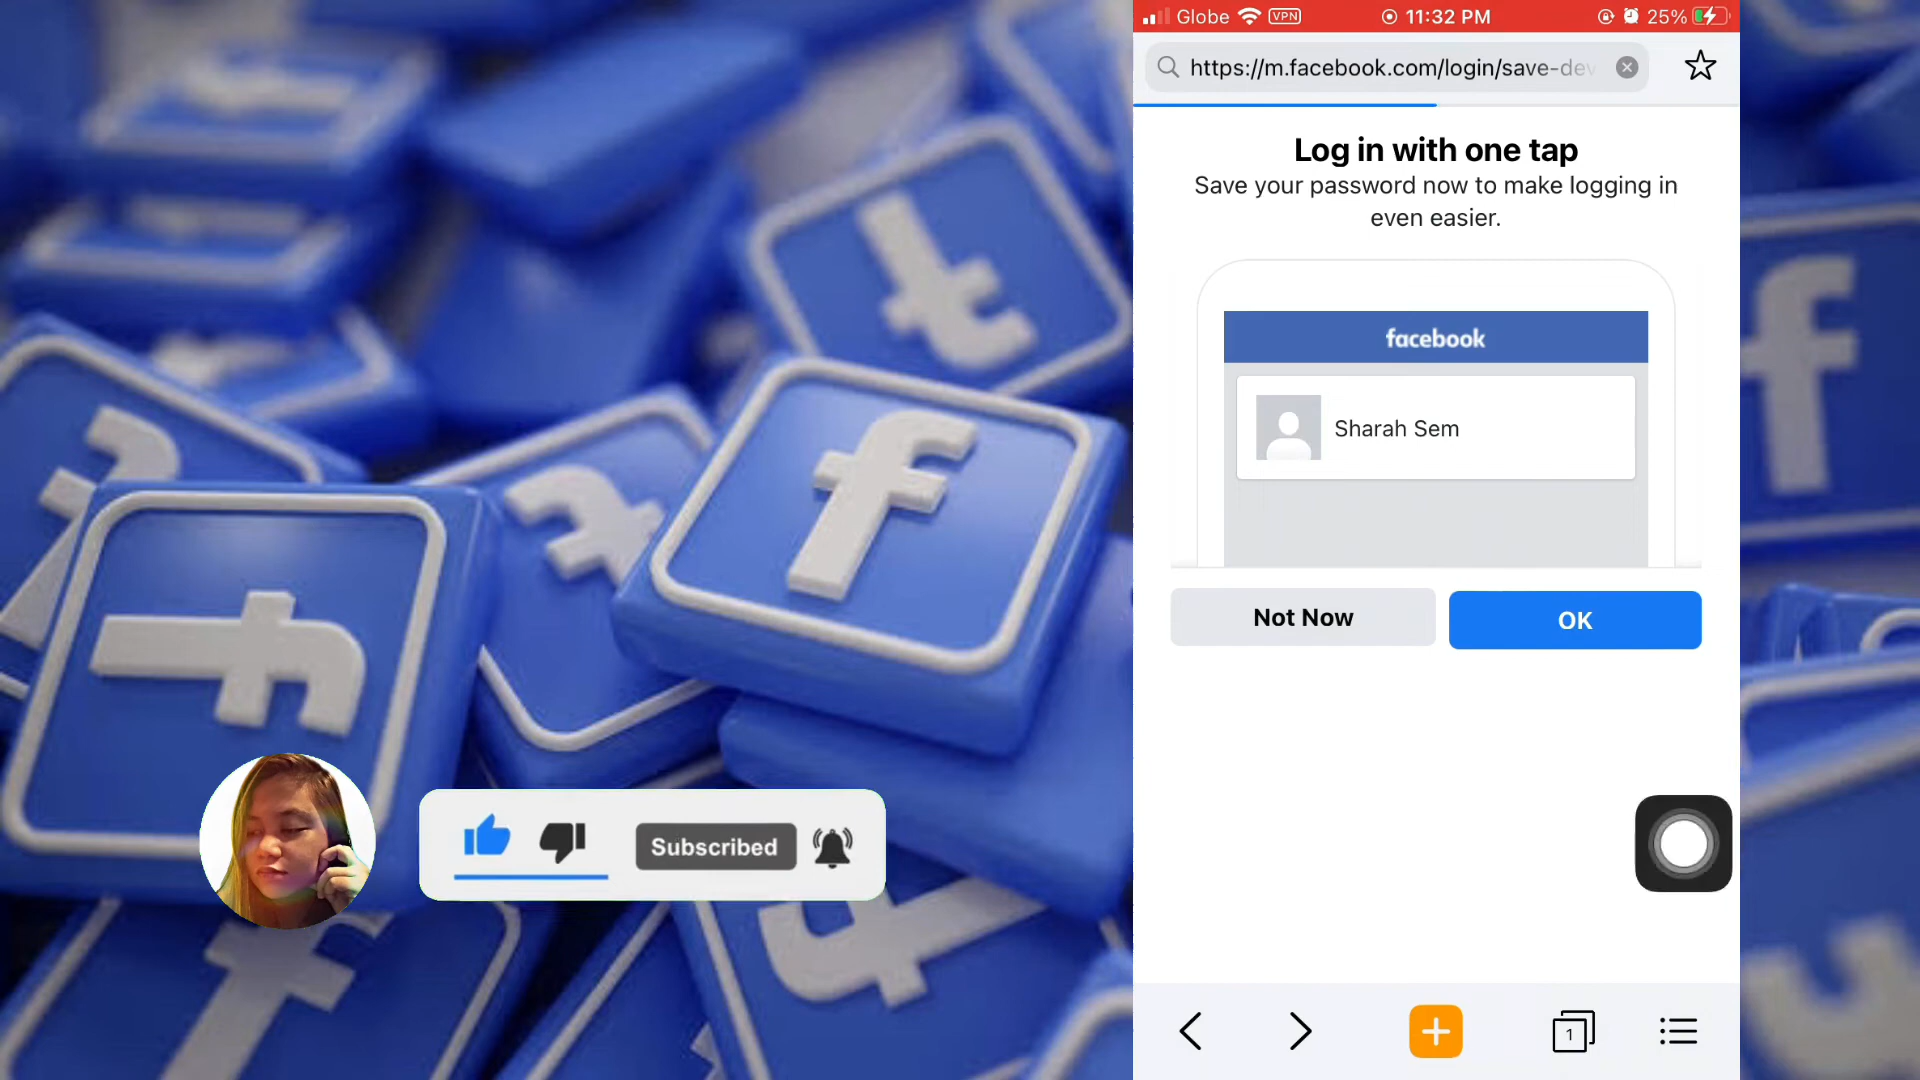 Globe VPN 11:32 PM 25%
https://m.facebook.com/login/save-dev
Log in with one tap
Save your password now to make logging in
even easier.
facebook
Sharah Sem
Not Now OK
Subscribed
1